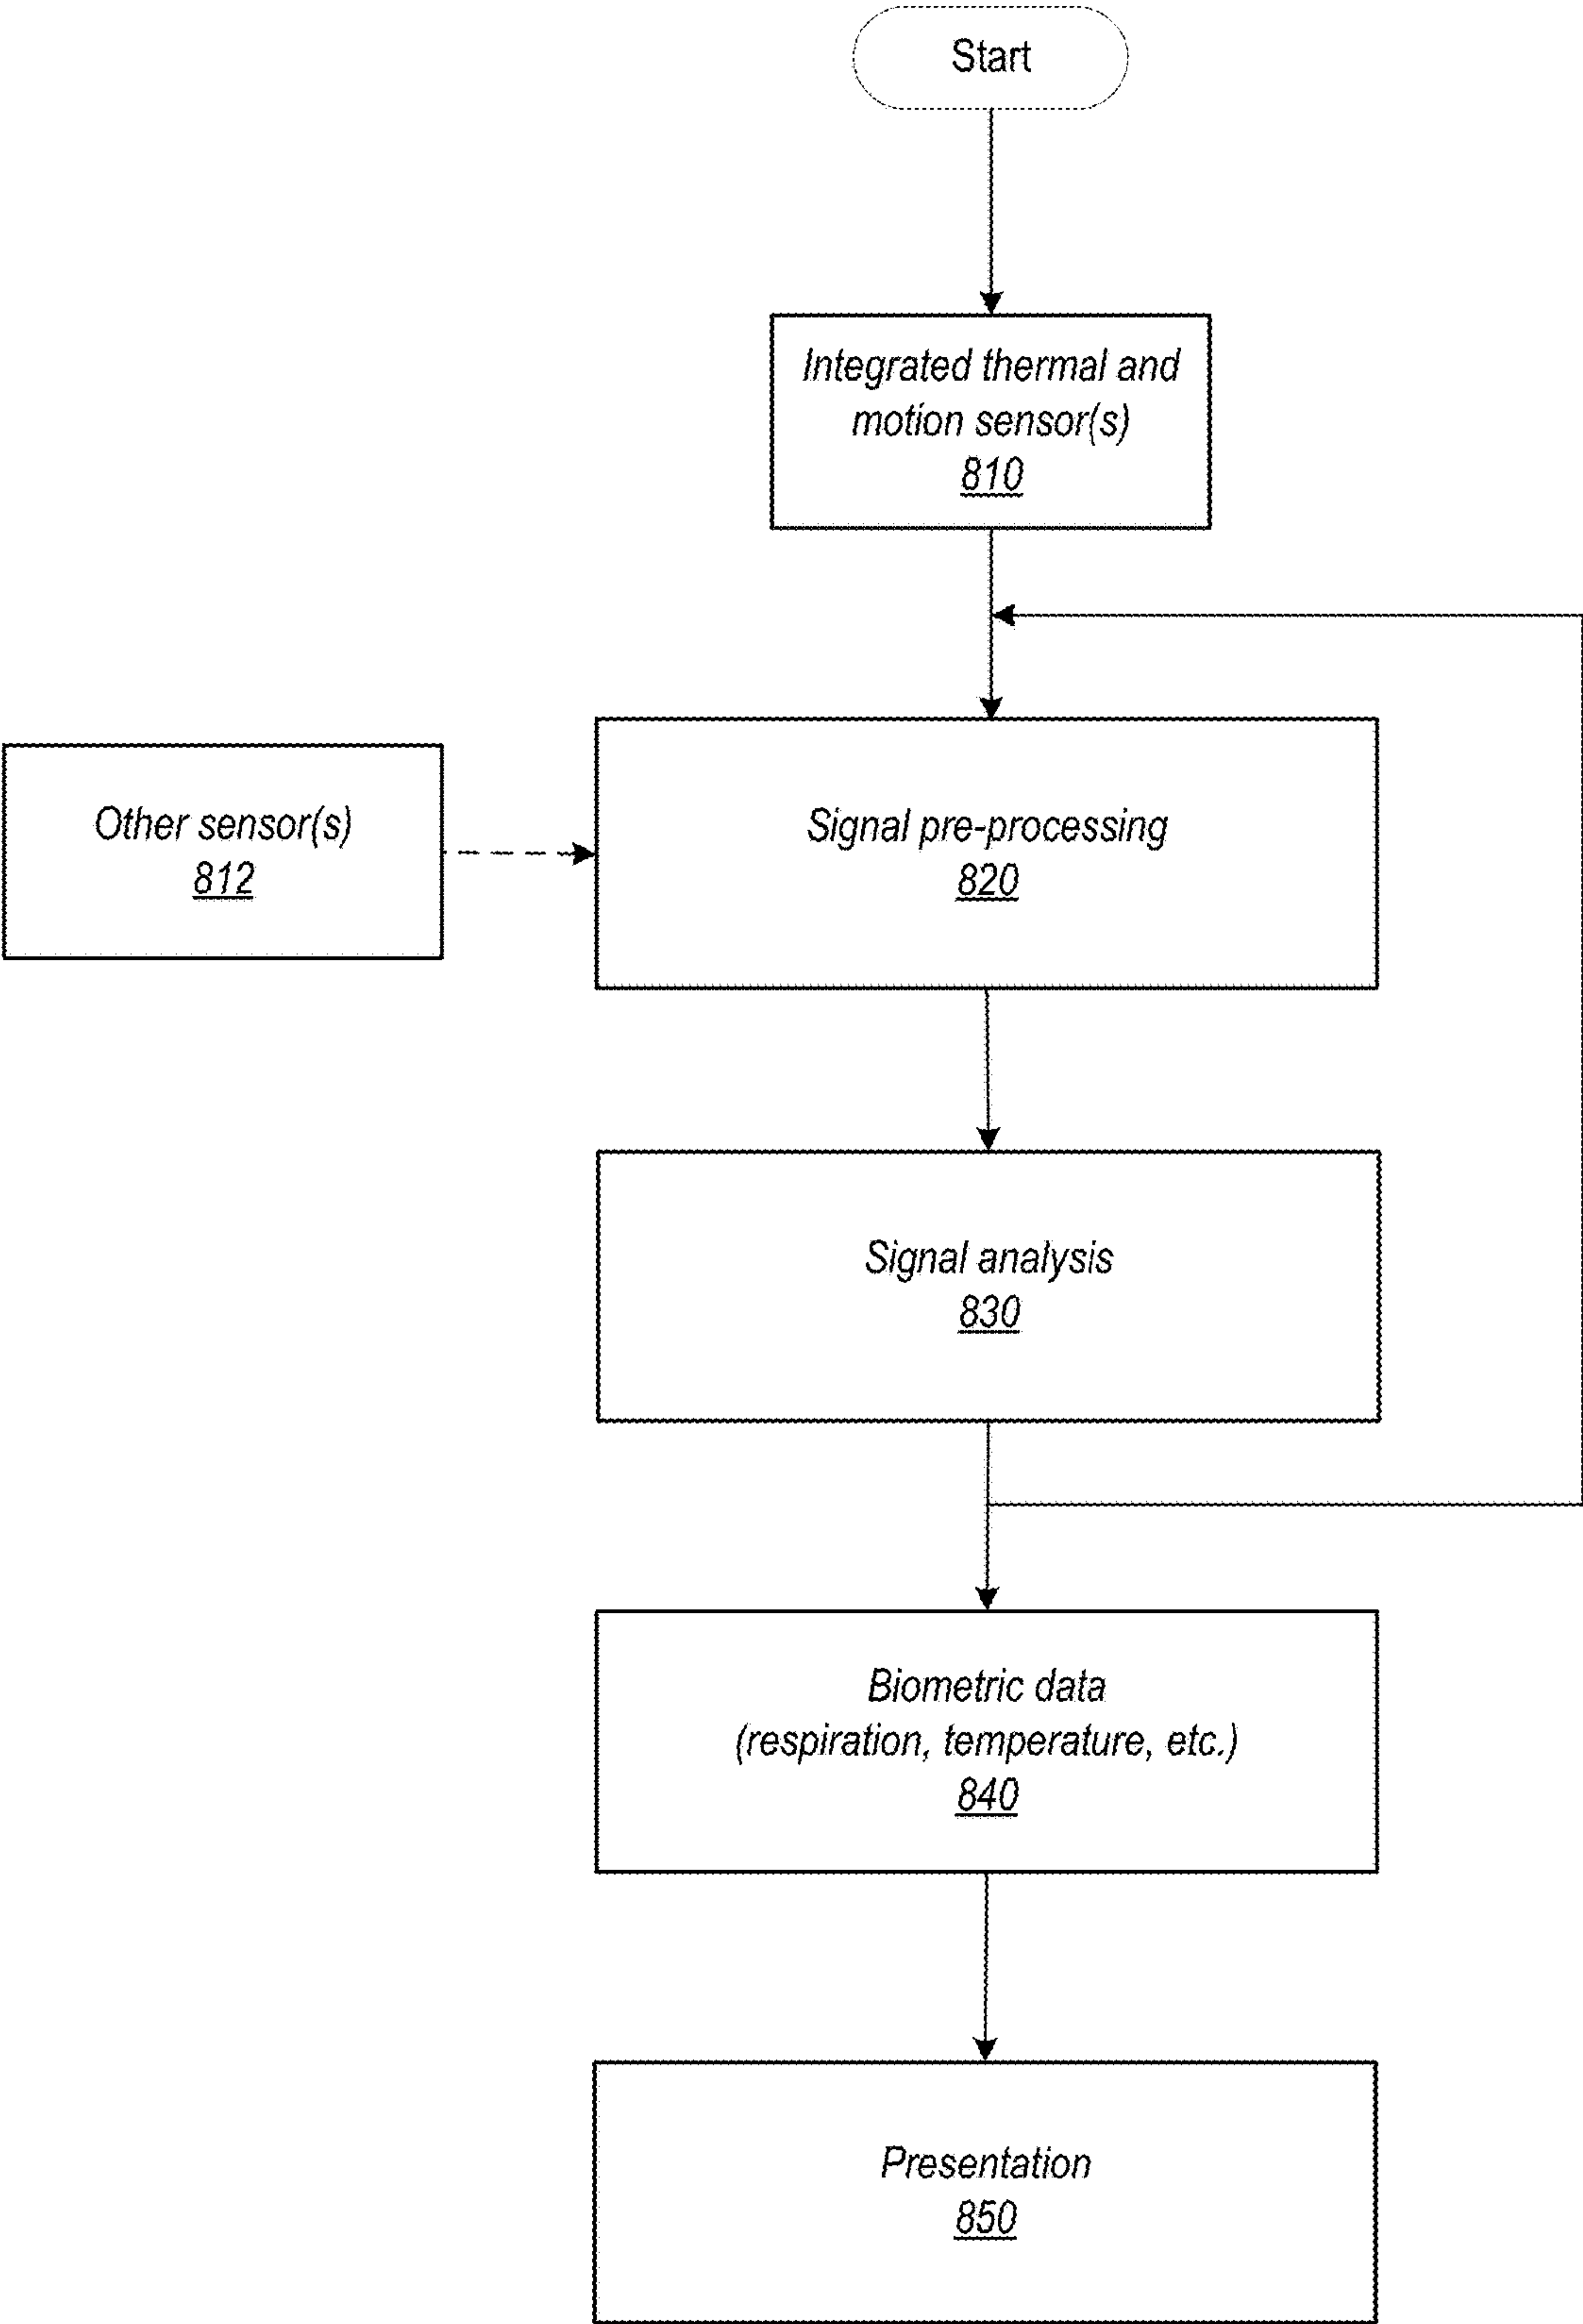 Start
Integrated thermal and
motion sensor(s)
810
Other sensor(s)
812
Signal pre-processing
820
Signal analysis
830
Biometric data
(respiration, temperature, etc.)
840
Presentation
850